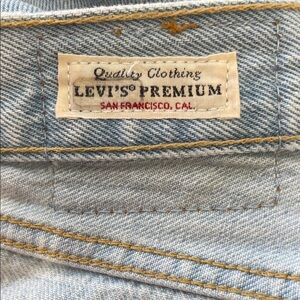 Quality Clothing
LEVI'S® PREMIUM
SAN FRANCISCO, CAL.